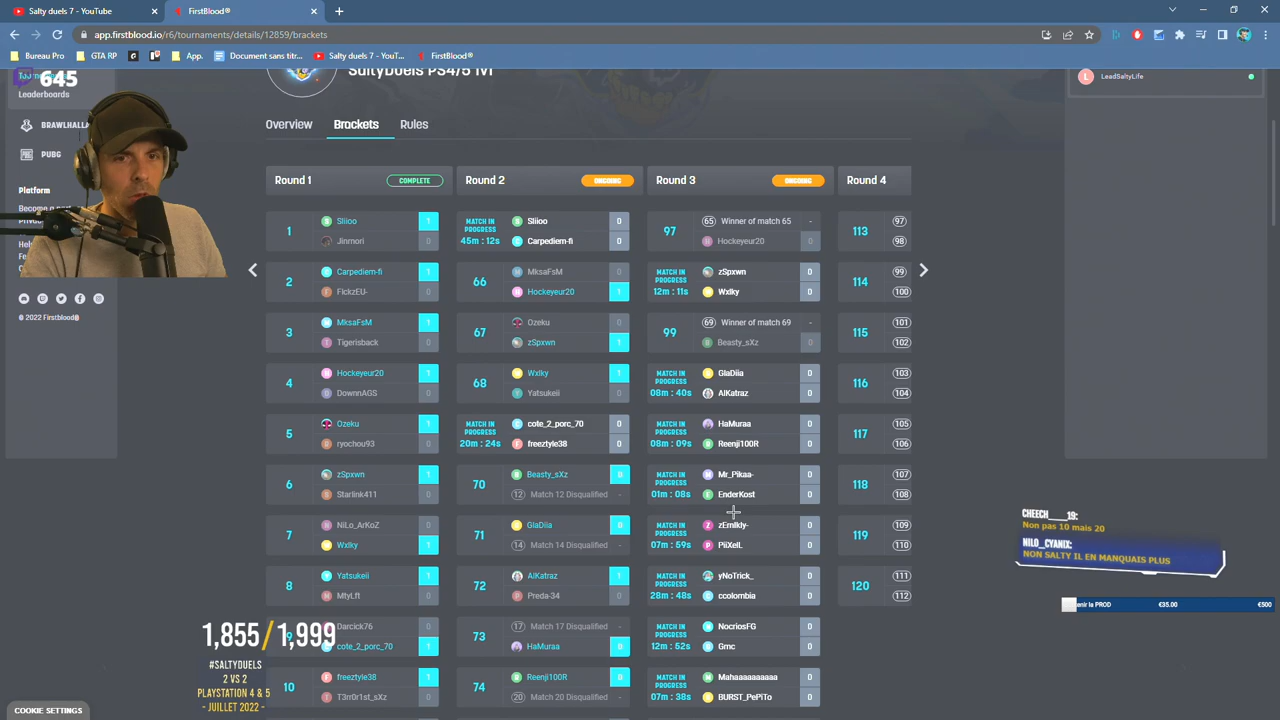 Salty duels 7 - YouTube
FirstBlood®
app.firstblood.io/r6/tournaments/details/12859/brackets
Bureau Pro
GTA RP
App.
Document sans titr...
Salty duels 7 - YouT...
FirstBlood®
645
Leaderboards
BRAWLHALLA
PUBG
Platform
© 2022 Firstblood®
COOKIE SETTINGS
SaltyDuels PS4/5 1v1
Overview
Brackets
Rules
LeadSaltyLife
Round 1
COMPLETE
1
Sliioo 1
Jinmori 0
2
Carpediem-fi 1
FickzEU- 0
3
MksaFsM 1
Tigerisback 0
4
Hockeyeur20 1
DownnAGS 0
5
Ozeku 1
ryochou93 0
6
zSpxwn 1
Starlink411 0
7
NiLo_ArKoZ 0
Wxlky 1
8
Yatsukeii 1
MtyLft 0
Darcick76 0
cote_2_porc_70 1
10
freeztyle38 1
T3rr0r1st_sXz 0
Round 2
ONGOING
MATCH IN PROGRESS
45m : 12s
Sliioo 0
Carpediem-fi 0
66
MksaFsM 0
Hockeyeur20 1
67
Ozeku 0
zSpxwn 1
68
Wxlky 1
Yatsukeii 0
MATCH IN PROGRESS
20m : 24s
cote_2_porc_70 0
freeztyle38 0
70
Beasty_sXz 0
12 Match 12 Disqualified -
71
GlaDiia 0
14 Match 14 Disqualified -
72
AlKatraz 1
Preda-34 0
73
17 Match 17 Disqualified -
HaMuraa 0
74
Reenji100R 0
20 Match 20 Disqualified -
Round 3
ONGOING
97
65 Winner of match 65 -
Hockeyeur20 0
MATCH IN PROGRESS
12m : 11s
zSpxwn 0
Wxlky 0
99
69 Winner of match 69 -
Beasty_sXz 0
MATCH IN PROGRESS
08m : 40s
GlaDiia 0
AlKatraz 0
MATCH IN PROGRESS
08m : 09s
HaMuraa 0
Reenji100R 0
MATCH IN PROGRESS
01m : 08s
Mr_Pikaa- 0
EnderKost 0
MATCH IN PROGRESS
07m : 59s
zEmlkly- 0
PiiXelL 0
MATCH IN PROGRESS
28m : 48s
yNoTrick_ 0
ccolombia 0
MATCH IN PROGRESS
12m : 52s
NocriosFG 0
Gmc 0
MATCH IN PROGRESS
07m : 38s
Mahaaaaaaaaaa 0
BURST_PePiTo 0
Round 4
113
97
98
114
99
100
115
101
102
116
103
104
117
105
106
118
107
108
119
109
110
120
111
112
CHEECH____19:
Non pas 10 mais 20
NILO_CYANIX:
NON SALTY IL EN MANQUAIS PLUS
enir la PROD €35.00 €500
1,855/1,999
#SALTYDUELS
2 VS 2
PLAYSTATION 4 & 5
- JUILLET 2022 -